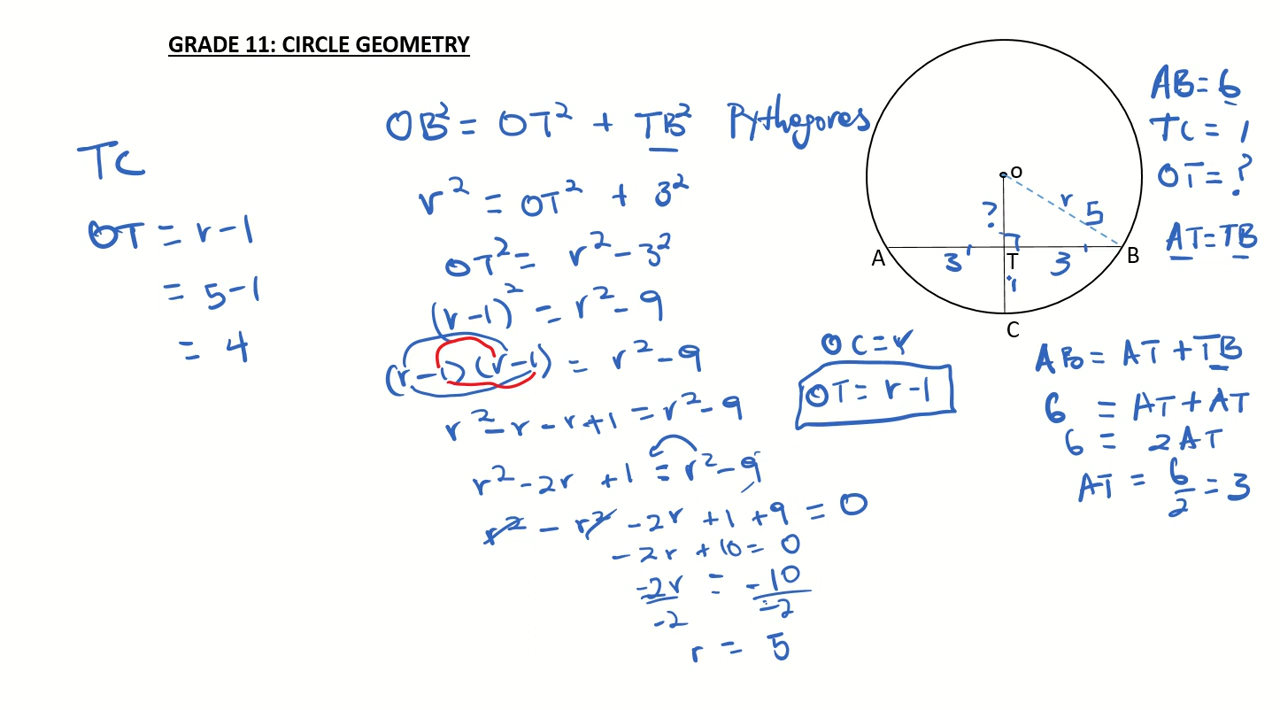 GRADE 11: CIRCLE GEOMETRY
TC
OT = r-1
= 5-1
= 4
OB² = OT² + TB² Pythagores
r² = OT² + 3²
OT² = r² - 3²
(r-1)² = r² - 9
(r-1)(r-1) = r² - 9
r² - r - r + 1 = r² - 9
r² - 2r + 1 = r² - 9
r² - r² - 2r + 1 + 9 = 0
-2r + 10 = 0
-2r/-2 = -10/-2
r = 5
O
r 5
?
A
3
T
3
B
1
C
OC = r
OT = r-1
AB = 6
TC = 1
OT = ?
AT = TB
AB = AT + TB
6 = AT + AT
6 = 2AT
AT = 6/2 = 3